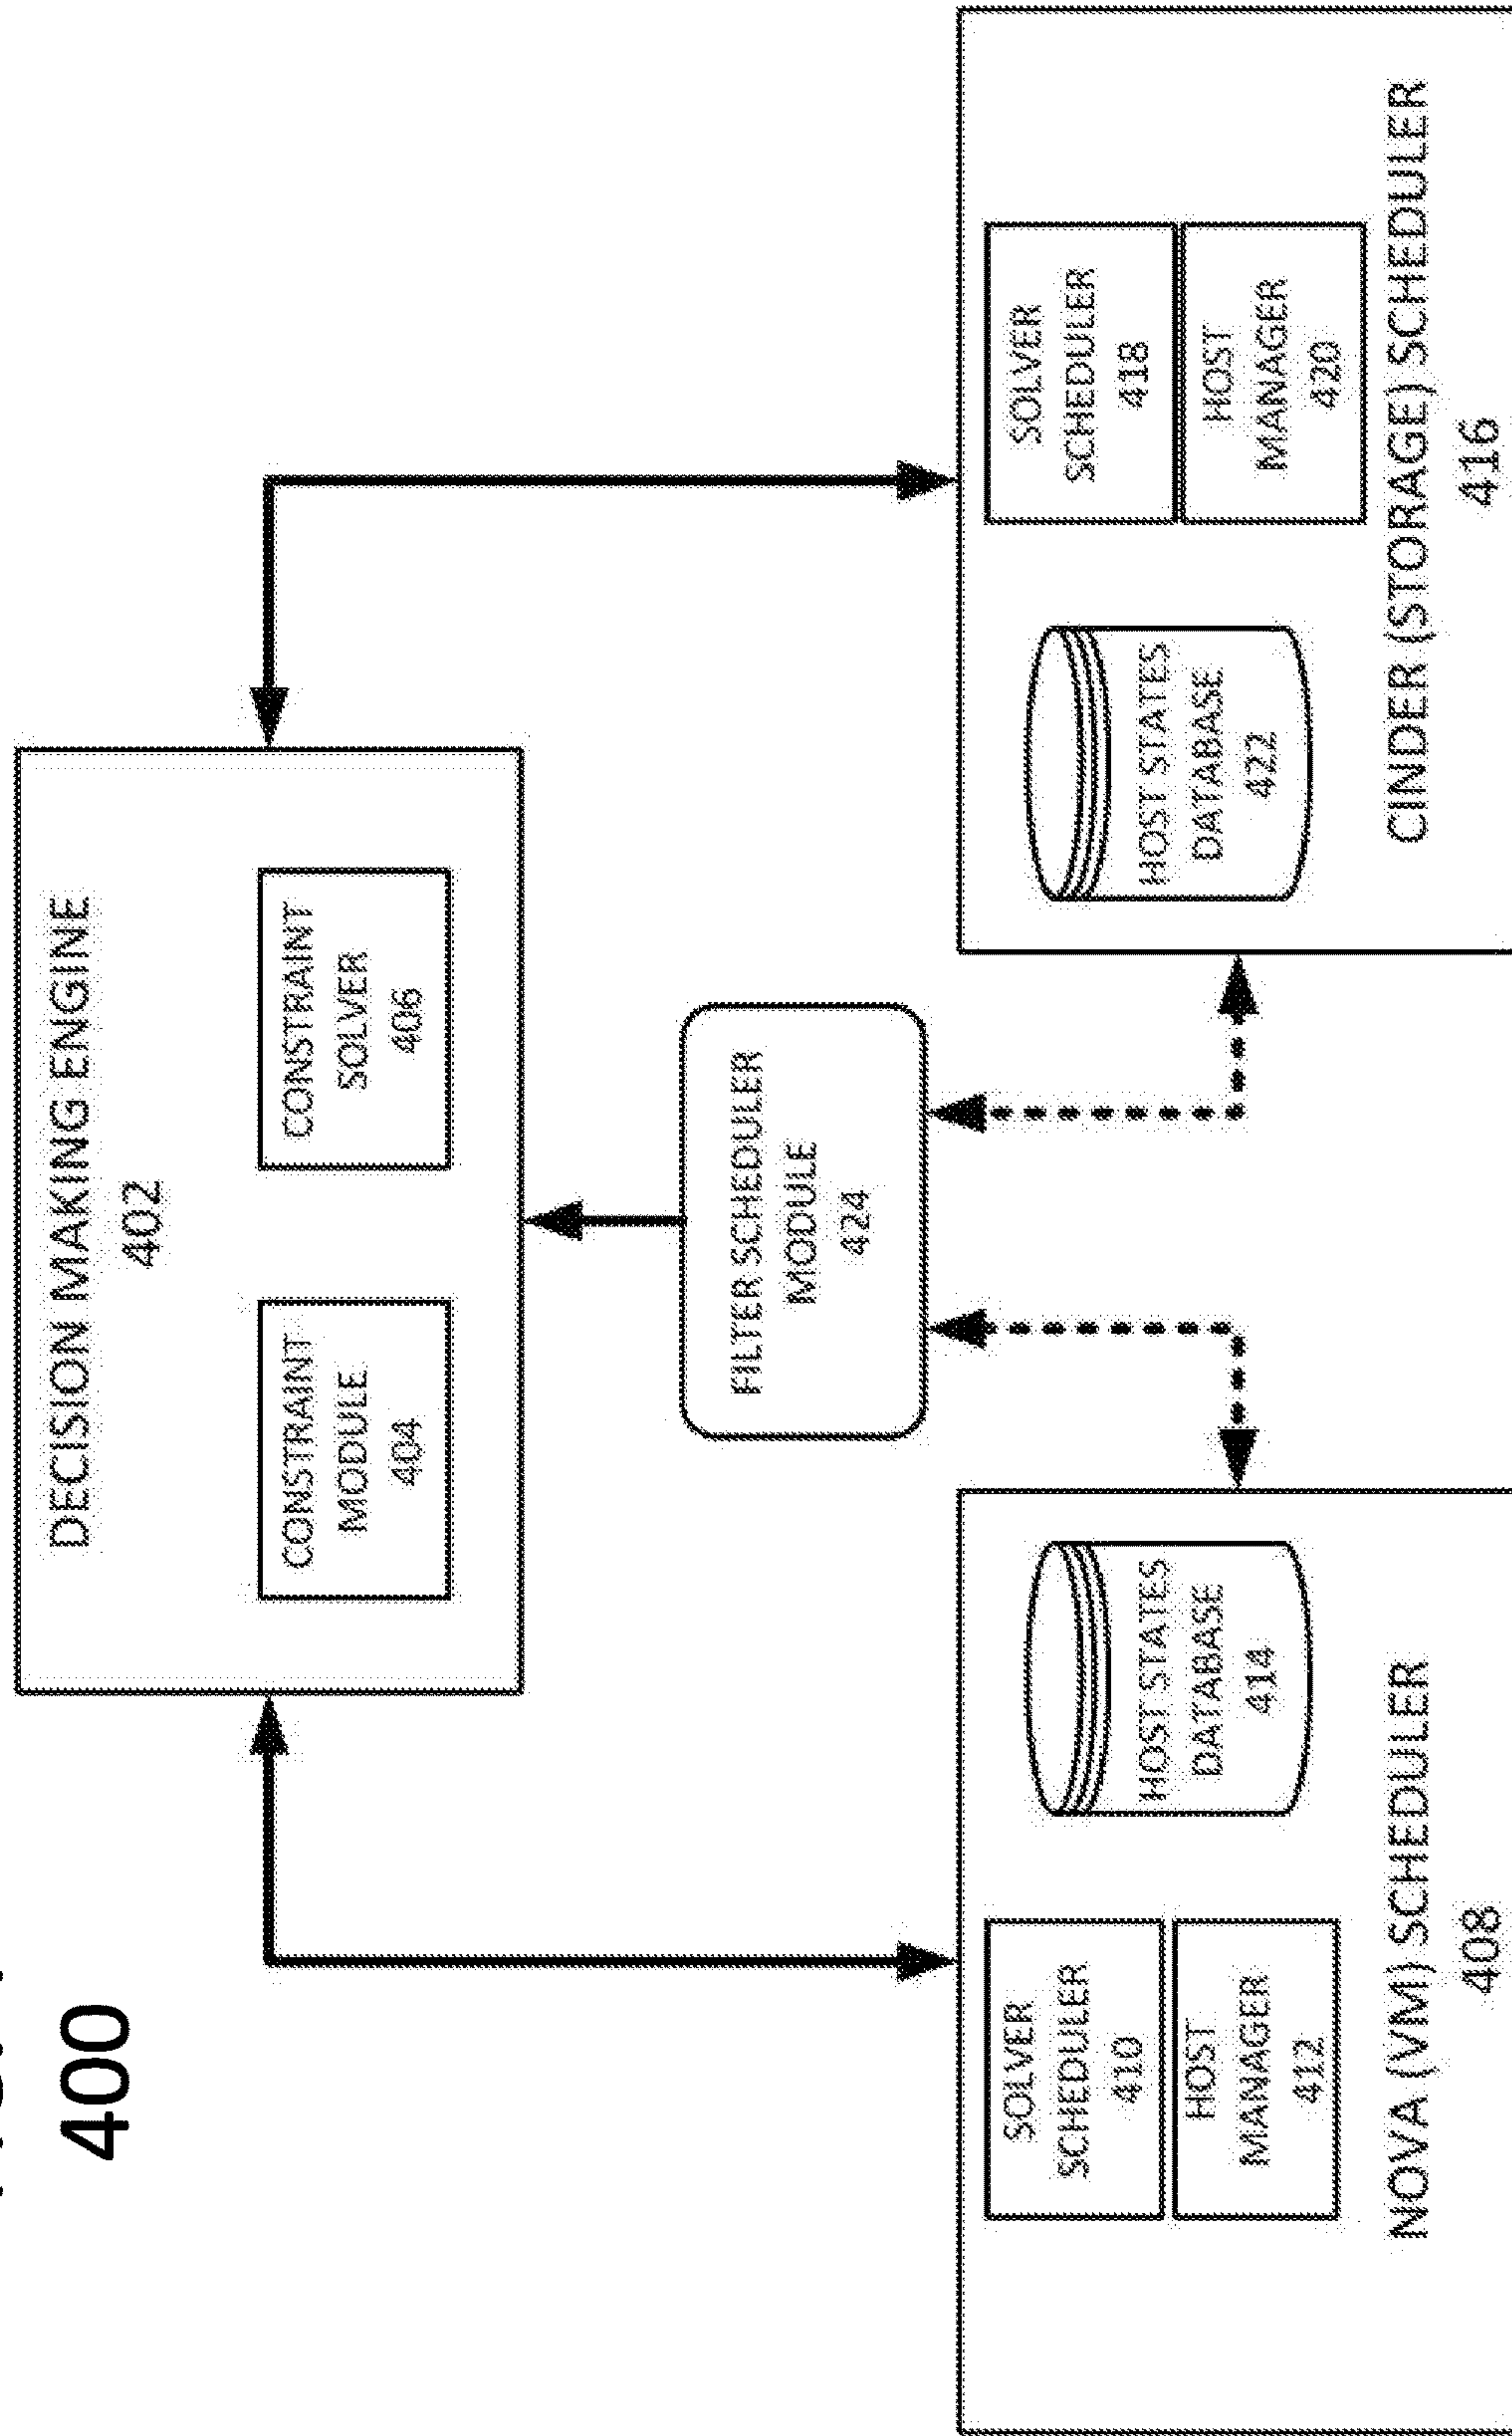 400
DECISION MAKING ENGINE
402
CONSTRAINT
MODULE
404
CONSTRAINT
SOLVER
406
FILTER SCHEDULER
MODULE
424
SOLVER
SCHEDULER
410
HOST
MANAGER
412
HOST STATES
DATABASE
414
NOVA (VM) SCHEDULER
408
HOST STATES
DATABASE
422
SOLVER
SCHEDULER
418
HOST
MANAGER
420
CINDER (STORAGE) SCHEDULER
416